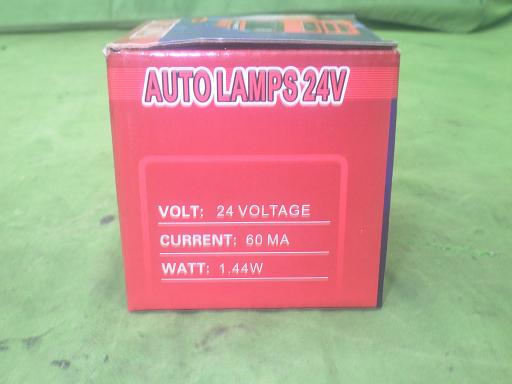 AUTO LAMPS 24V
VOLT: 24 VOLTAGE
CURRENT: 60 MA
WATT: 1.44W